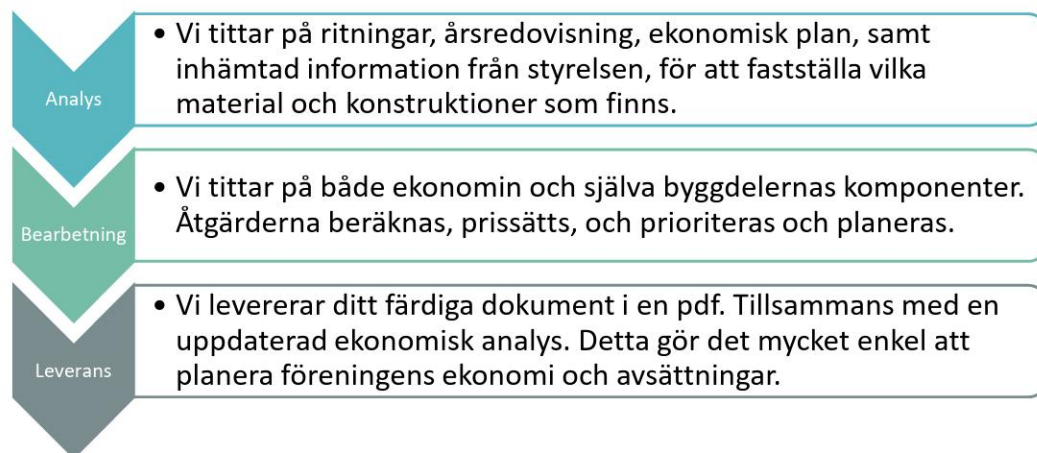 Analys
• Vi tittar på ritningar, årsredovisning, ekonomisk plan, samt
inhämtad information från styrelsen, för att fastställa vilka
material och konstruktioner som finns.
Bearbetning
• Vi tittar på både ekonomin och själva byggdelernas komponenter.
Åtgärderna beräknas, prissätts, och prioriteras och planeras.
Leverans
• Vi levererar ditt färdiga dokument i en pdf. Tillsammans med en
uppdaterad ekonomisk analys. Detta gör det mycket enkel att
planera föreningens ekonomi och avsättningar.